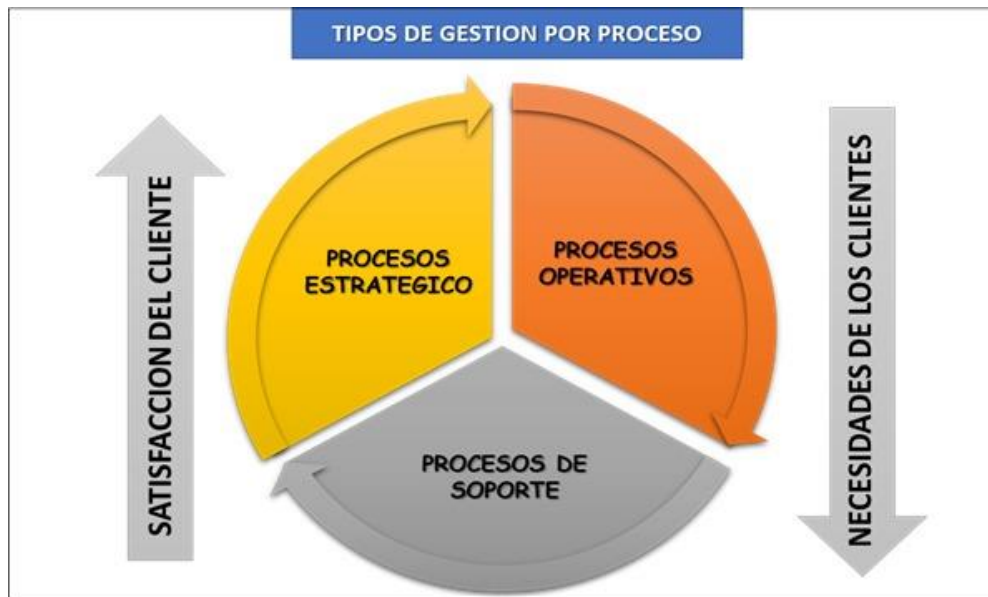 TIPOS DE GESTION POR PROCESO
SATISFACCION DEL CLIENTE
PROCESOS
ESTRATEGICO
PROCESOS
OPERATIVOS
PROCESOS DE
SOPORTE
NECESIDADES DE LOS CLIENTES